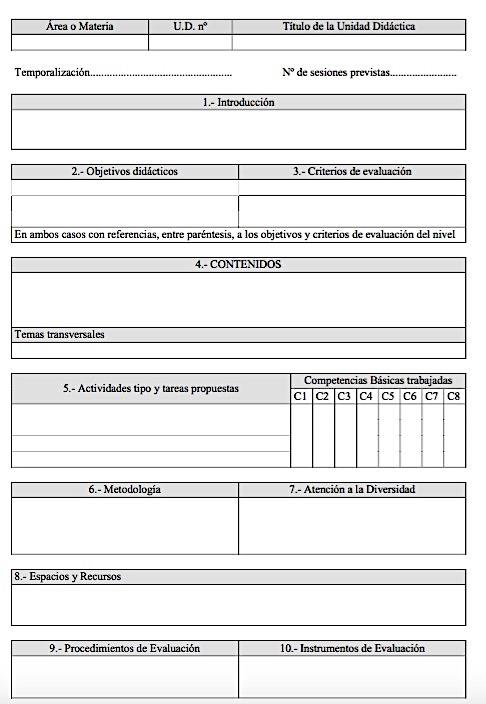 Área o Materia U.D. nº Título de la Unidad Didáctica
Temporalización.................................................... Nº de sesiones previstas........................
1.- Introducción
2.- Objetivos didácticos 3.- Criterios de evaluación
En ambos casos con referencias, entre paréntesis, a los objetivos y criterios de evaluación del nivel
4.- CONTENIDOS
Temas transversales
5.- Actividades tipo y tareas propuestas Competencias Básicas trabajadas
C1 C2 C3 C4 C5 C6 C7 C8
6.- Metodología 7.- Atención a la Diversidad
8.- Espacios y Recursos
9.- Procedimientos de Evaluación 10.- Instrumentos de Evaluación